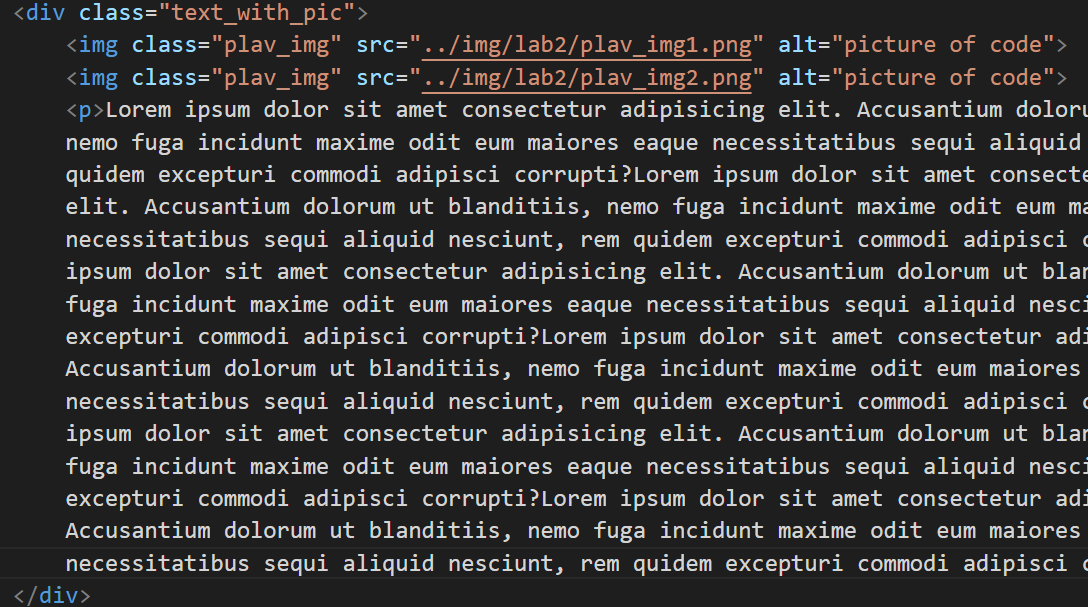 <div class="text_with_pic">
<img class="plav_img" src="../img/lab2/plav_img1.png" alt="picture of code">
<img class="plav_img" src="../img/lab2/plav_img2.png" alt="picture of code">
<p>Lorem ipsum dolor sit amet consectetur adipisicing elit. Accusantium doloru
nemo fuga incidunt maxime odit eum maiores eaque necessitatibus sequi aliquid
quidem excepturi commodi adipisci corrupti?Lorem ipsum dolor sit amet consecte
elit. Accusantium dolorum ut blanditiis, nemo fuga incidunt maxime odit eum ma
necessitatibus sequi aliquid nesciunt, rem quidem excepturi commodi adipisci c
ipsum dolor sit amet consectetur adipisicing elit. Accusantium dolorum ut blan
fuga incidunt maxime odit eum maiores eaque necessitatibus sequi aliquid nesci
excepturi commodi adipisci corrupti?Lorem ipsum dolor sit amet consectetur adi
Accusantium dolorum ut blanditiis, nemo fuga incidunt maxime odit eum maiores
necessitatibus sequi aliquid nesciunt, rem quidem excepturi commodi adipisci c
ipsum dolor sit amet consectetur adipisicing elit. Accusantium dolorum ut blan
fuga incidunt maxime odit eum maiores eaque necessitatibus sequi aliquid nesci
excepturi commodi adipisci corrupti?Lorem ipsum dolor sit amet consectetur adi
Accusantium dolorum ut blanditiis, nemo fuga incidunt maxime odit eum maiores
necessitatibus sequi aliquid nesciunt, rem quidem excepturi commodi adipisci c
</div>